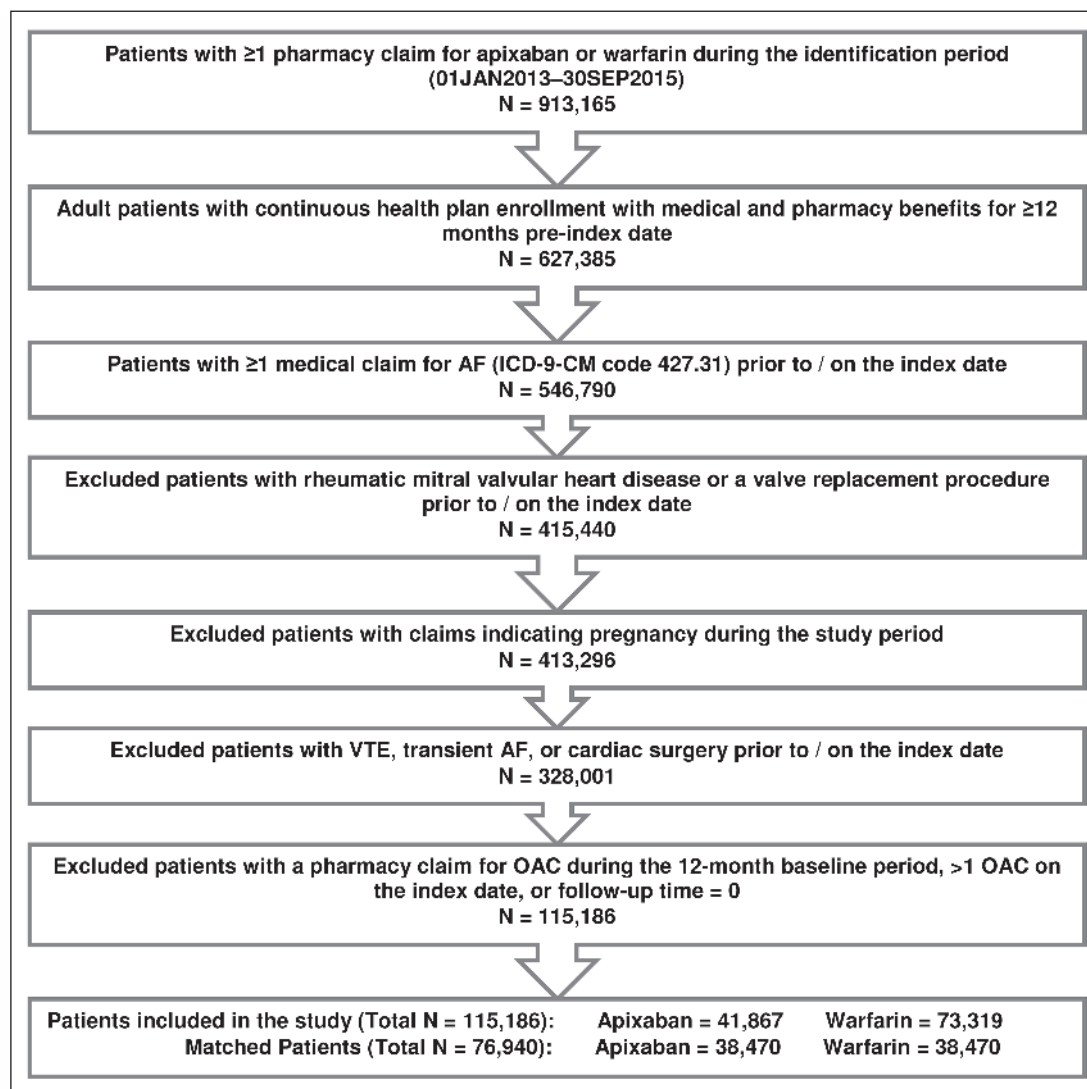 Patients with ≥1 pharmacy claim for apixaban or warfarin during the identification period
(01JAN2013–30SEP2015)
N = 913,165
Adult patients with continuous health plan enrollment with medical and pharmacy benefits for ≥12
months pre-index date
N = 627,385
Patients with ≥1 medical claim for AF (ICD-9-CM code 427.31) prior to / on the index date
N = 546,790
Excluded patients with rheumatic mitral valvular heart disease or a valve replacement procedure
prior to / on the index date
N = 415,440
Excluded patients with claims indicating pregnancy during the study period
N = 413,296
Excluded patients with VTE, transient AF, or cardiac surgery prior to / on the index date
N = 328,001
Excluded patients with a pharmacy claim for OAC during the 12-month baseline period, >1 OAC on
the index date, or follow-up time = 0
N = 115,186
Patients included in the study (Total N = 115,186): Apixaban = 41,867 Warfarin = 73,319
Matched Patients (Total N = 76,940): Apixaban = 38,470 Warfarin = 38,470